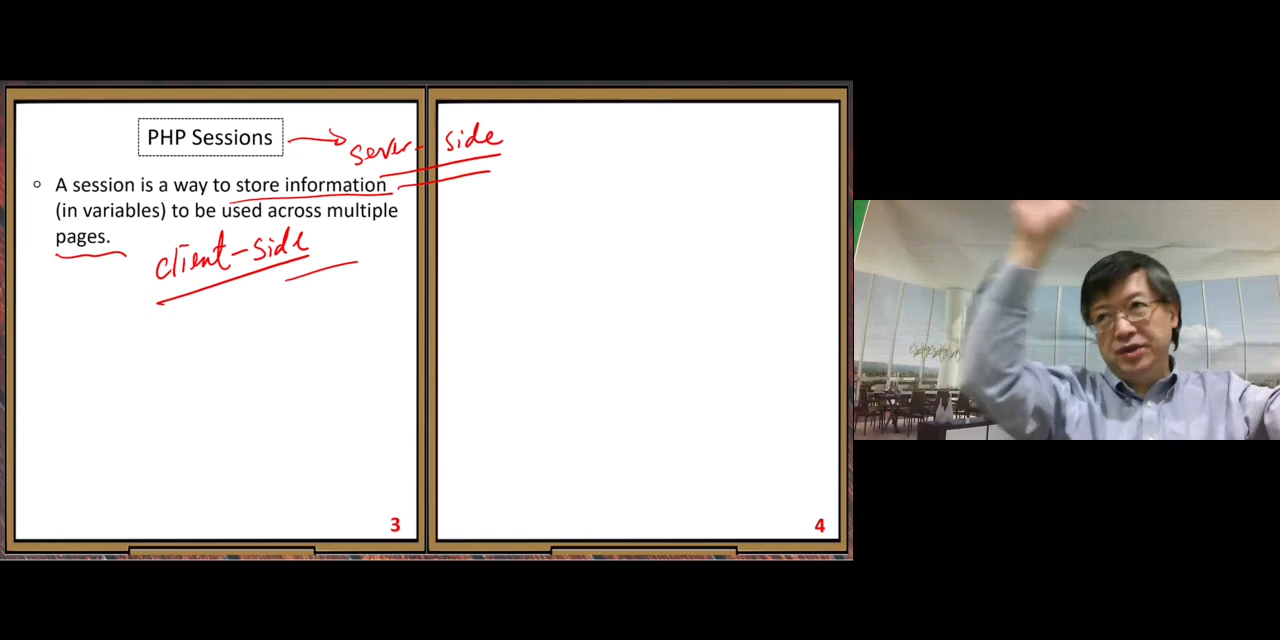 PHP Sessions
sever- side
A session is a way to store information
(in variables) to be used across multiple
pages.
client-side
3
4